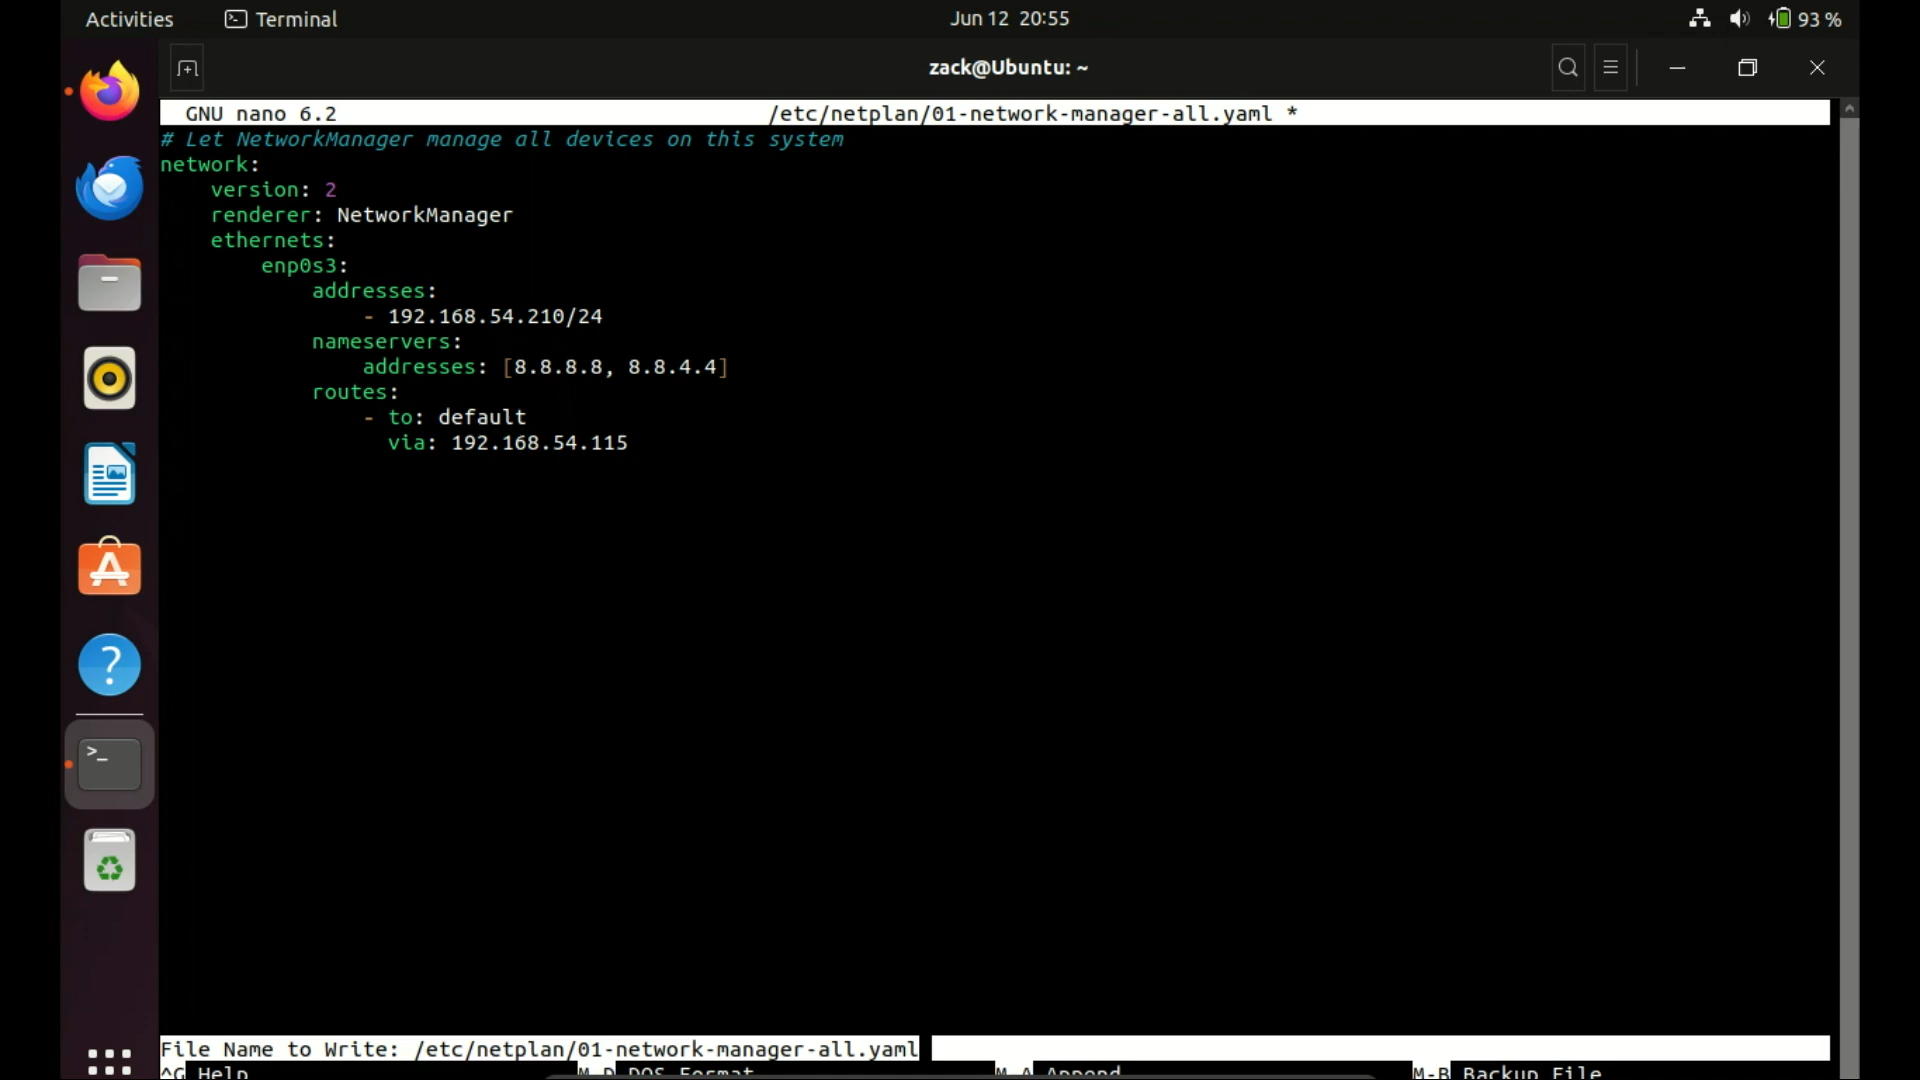 Activities Terminal Jun 12 20:55 93 %
zack@Ubuntu: ~
GNU nano 6.2 /etc/netplan/01-network-manager-all.yaml *
# Let NetworkManager manage all devices on this system
network:
    version: 2
    renderer: NetworkManager
    ethernets:
        enp0s3:
            addresses:
                - 192.168.54.210/24
            nameservers:
                addresses: [8.8.8.8, 8.8.4.4]
            routes:
                - to: default
                  via: 192.168.54.115
File Name to Write: /etc/netplan/01-network-manager-all.yaml
^G Help M-D DOS Format M-A Append M-B Backup File